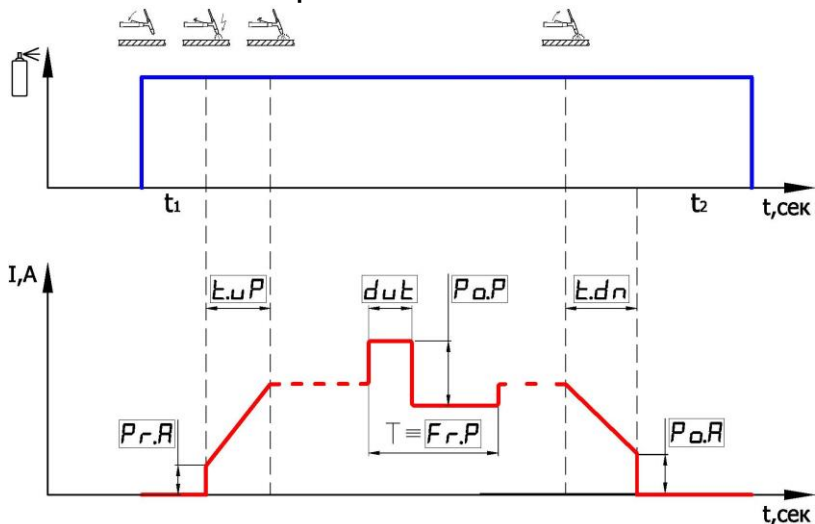 t1
t2
t,сек
I,A
t.uP
dut
Po.P
t.dn
Pr.A
T ≡ Fr.P
Po.A
t,сек